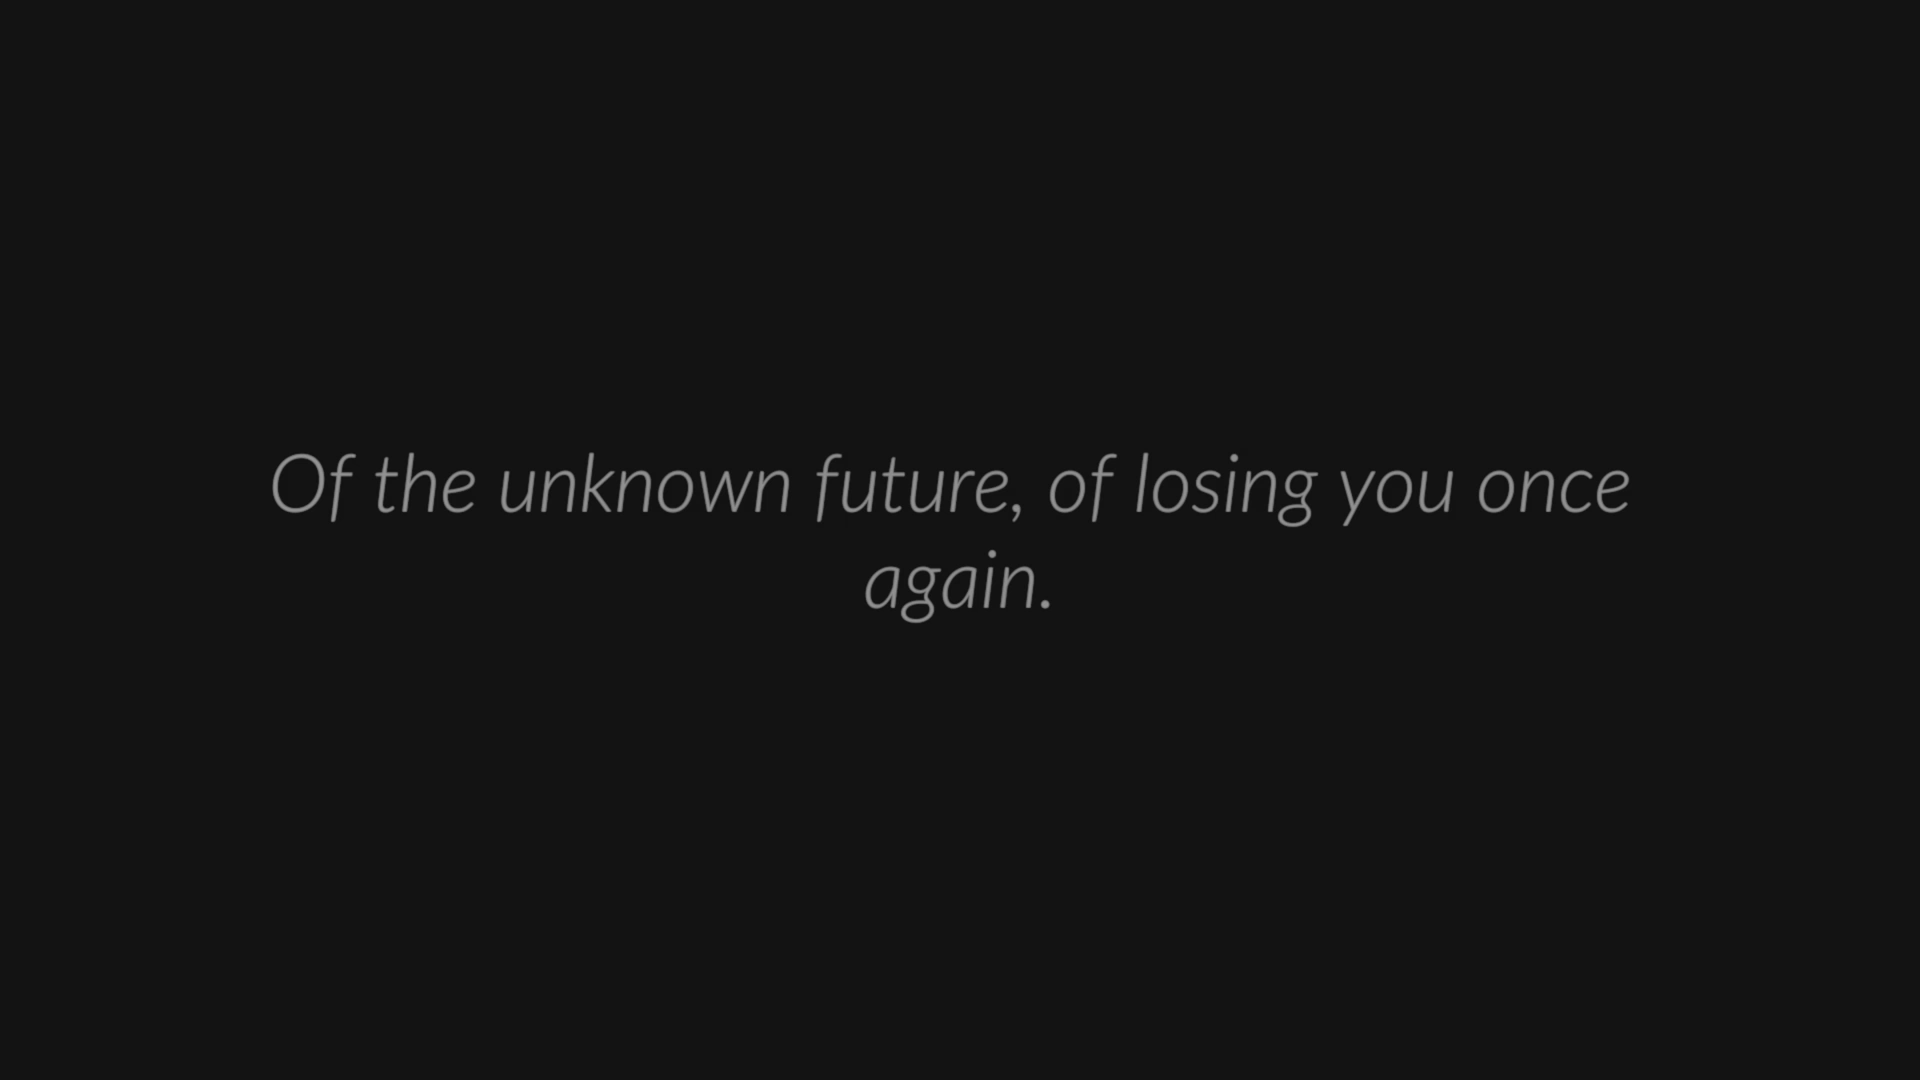 Of the unknown future, of losing you once
again.